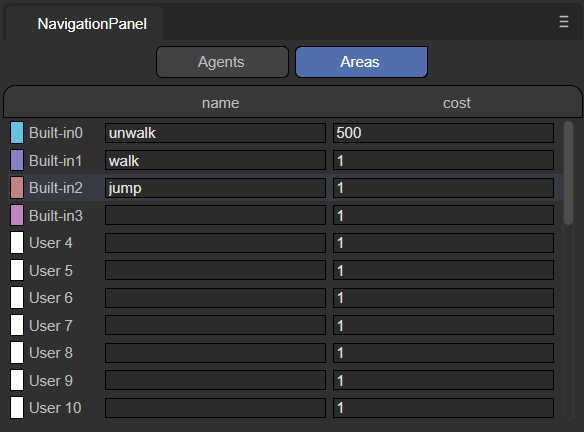 NavigationPanel
Agents Areas
name cost
Built-in0 unwalk 500
Built-in1 walk 1
Built-in2 jump 1
Built-in3 1
User 4 1
User 5 1
User 6 1
User 7 1
User 8 1
User 9 1
User 10 1